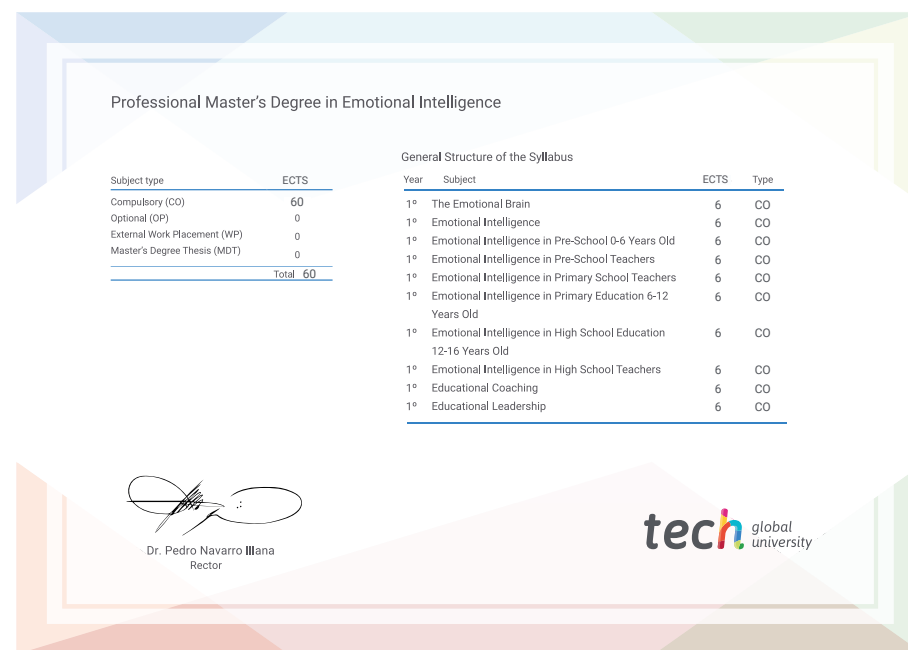 Professional Master's Degree in Emotional Intelligence
Subject type ECTS
Compulsory (CO) 60
Optional (OP) 0
External Work Placement (WP) 0
Master's Degree Thesis (MDT) 0
Total 60
General Structure of the Syllabus
Year Subject ECTS Type
1º The Emotional Brain 6 CO
1º Emotional Intelligence 6 CO
1º Emotional Intelligence in Pre-School 0-6 Years Old 6 CO
1º Emotional Intelligence in Pre-School Teachers 6 CO
1º Emotional Intelligence in Primary School Teachers 6 CO
1º Emotional Intelligence in Primary Education 6-12 6 CO
Years Old
1º Emotional Intelligence in High School Education 6 CO
12-16 Years Old
1º Emotional Intelligence in High School Teachers 6 CO
1º Educational Coaching 6 CO
1º Educational Leadership 6 CO
Dr. Pedro Navarro Illana
Rector
tech global
university